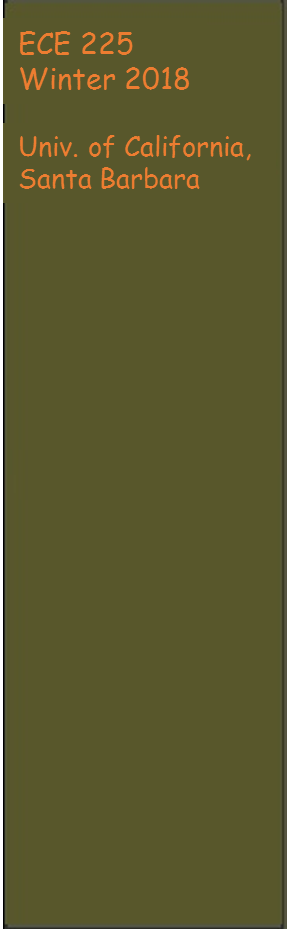 ECE 225
Winter 2018
Univ. of California,
Santa Barbara